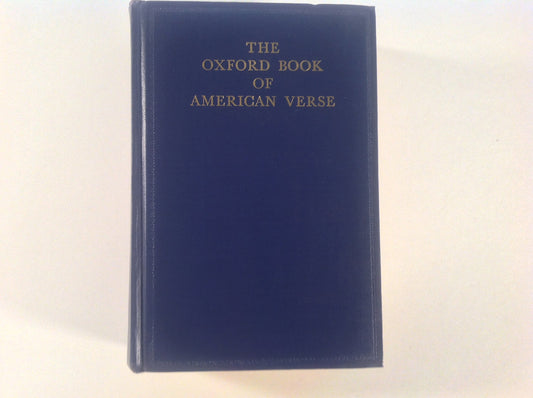 THE
OXFORD BOOK
OF
AMERICAN VERSE